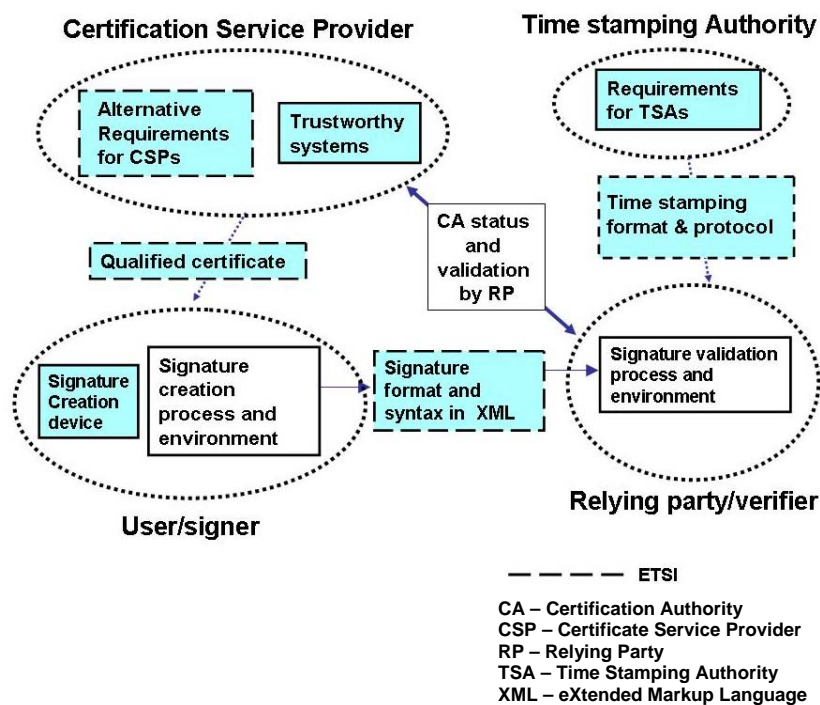 Certification Service Provider
Time stamping Authority
Alternative
Requirements
for CSPs
Trustworthy
systems
Requirements
for TSAs
Time stamping
format & protocol
CA status
and
validation
by RP
Qualified certificate
Signature
Creation
device
Signature
creation
process and
environment
Signature
format and
syntax in XML
Signature validation
process and
environment
User/signer
Relying party/verifier
ETSI
CA – Certification Authority
CSP – Certificate Service Provider
RP – Relying Party
TSA – Time Stamping Authority
XML – eXtended Markup Language